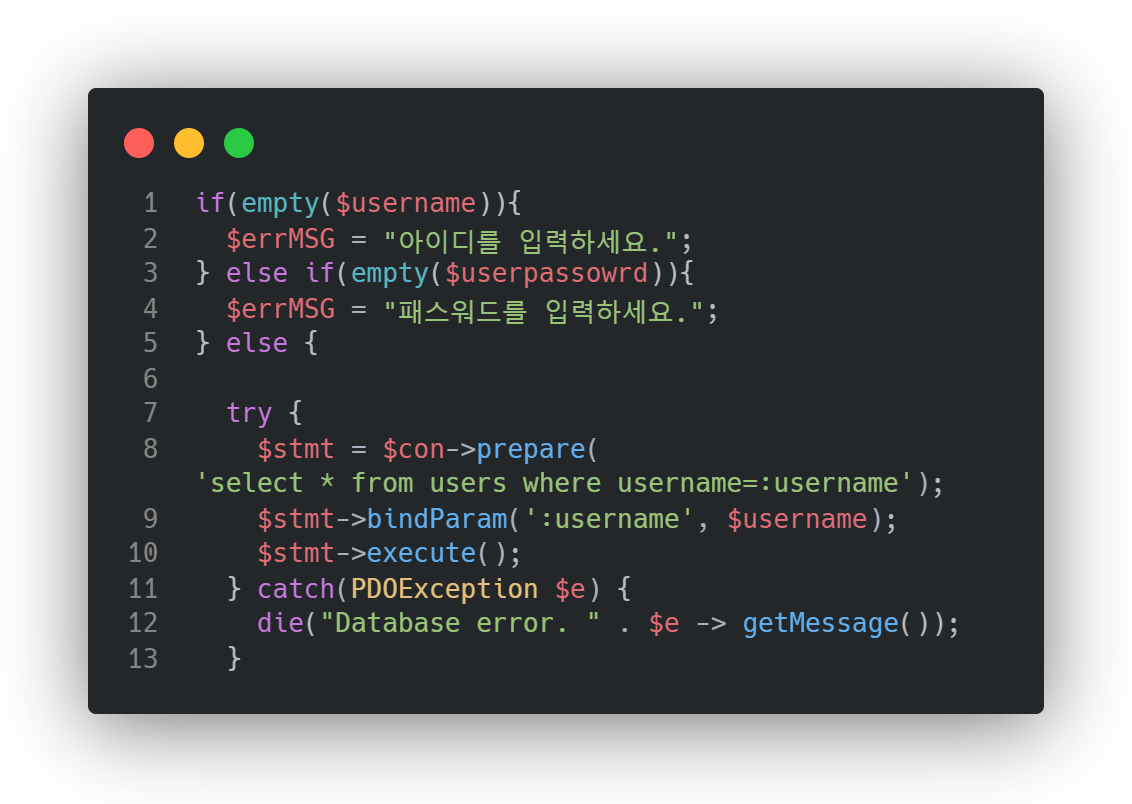 1 if(empty($username)){
2   $errMSG = "아이디를 입력하세요.";
3 } else if(empty($userpassowrd)){
4   $errMSG = "패스워드를 입력하세요.";
5 } else {
6
7   try {
8     $stmt = $con->prepare(
'select * from users where username=:username');
9     $stmt->bindParam(':username', $username);
10     $stmt->execute();
11   } catch(PDOException $e) {
12     die("Database error. " . $e -> getMessage());
13   }